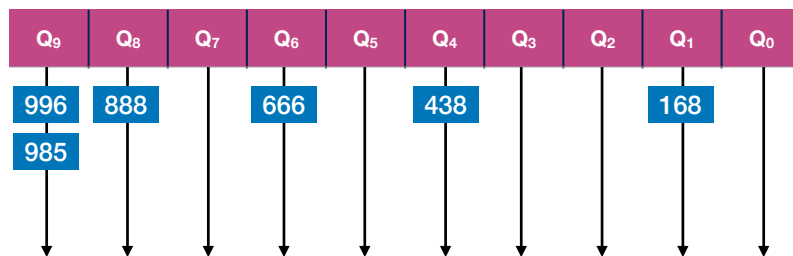 Q₉ Q₈ Q₇ Q₆ Q₅ Q₄ Q₃ Q₂ Q₁ Q₀
996 888 666 438 168
985